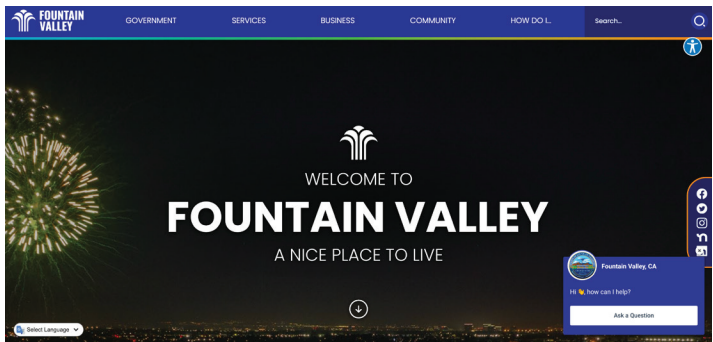 FOUNTAIN
VALLEY
GOVERNMENT
SERVICES
BUSINESS
COMMUNITY
HOW DO I...
Search...
WELCOME TO
FOUNTAIN VALLEY
A NICE PLACE TO LIVE
Fountain Valley, CA
Hi 👋, how can I help?
Ask a Question
Select Language